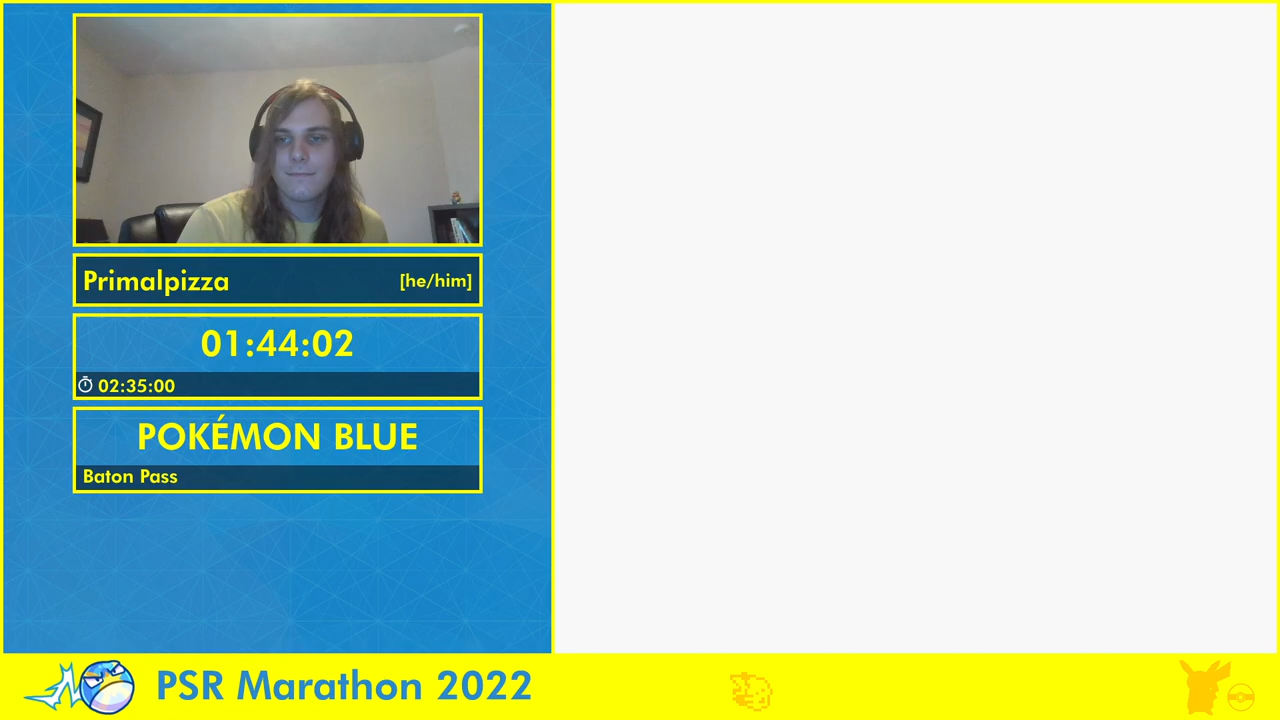 Primalpizza [he/him]
01:44:02
02:35:00
POKÉMON BLUE
Baton Pass
PSR Marathon 2022